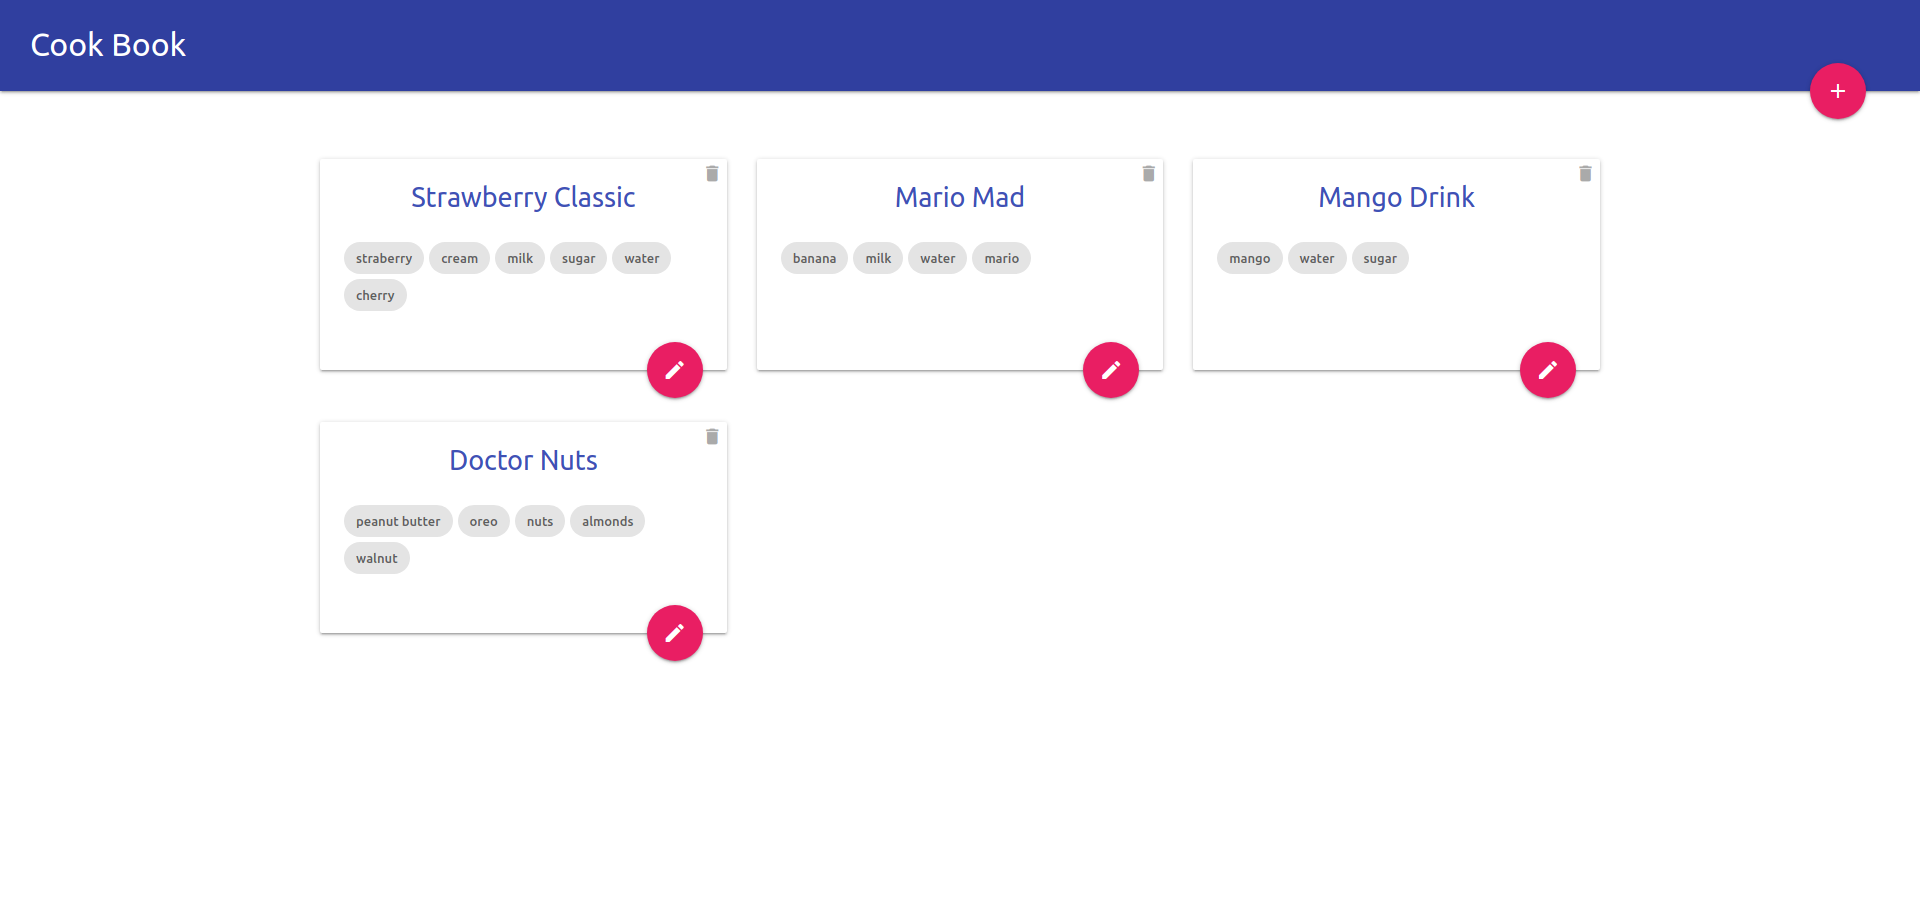 Cook Book
Strawberry Classic
straberry cream milk sugar water
cherry
Mario Mad
banana milk water mario
Mango Drink
mango water sugar
Doctor Nuts
peanut butter oreo nuts almonds
walnut